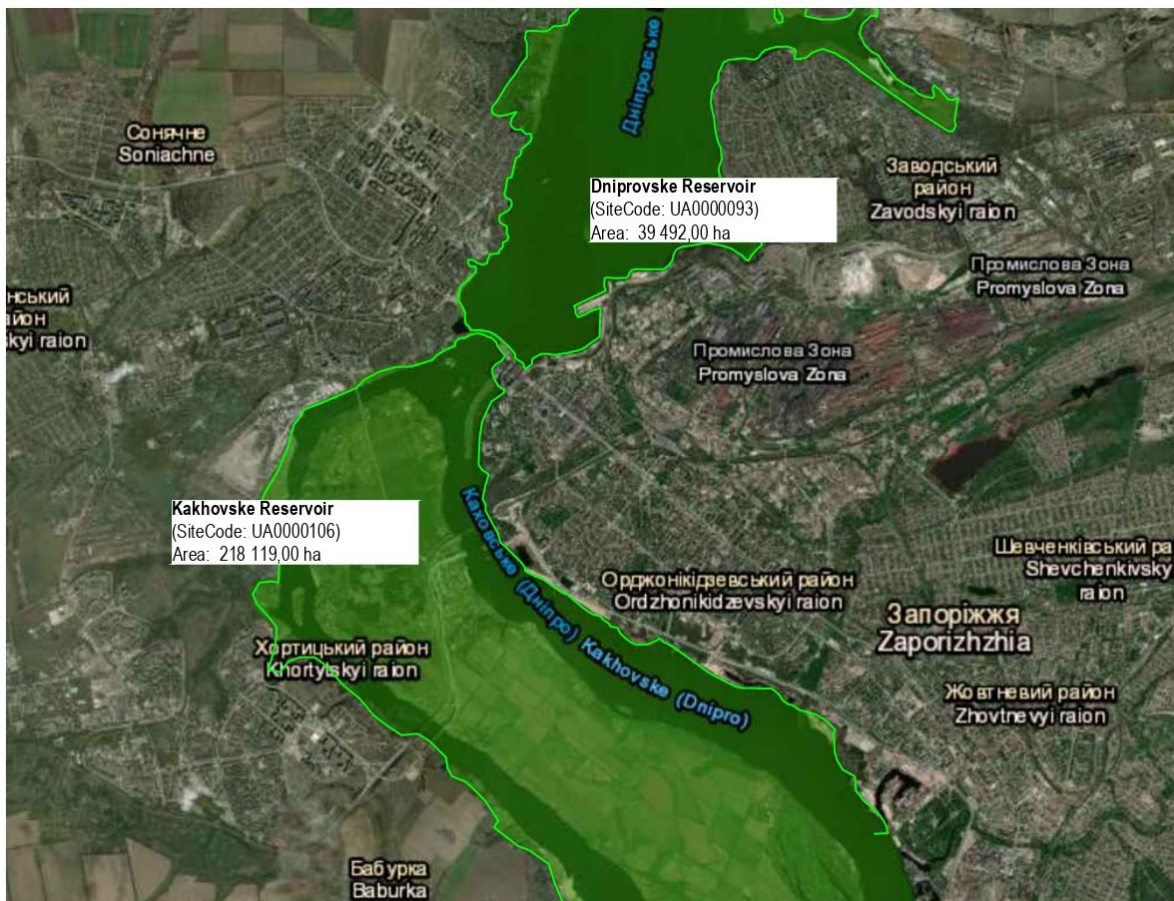 Дніпровське
Сонячне
Soniachne
Dniprovske Reservoir
(SiteCode: UA0000093)
Area: 39 492,00 ha
Заводський
район
Zavodskyi raion
Промислова Зона
Promyslova Zona
нський
айон
skyi raion
Промислова Зона
Promyslova Zona
Kakhovske Reservoir
(SiteCode: UA0000106)
Area: 218 119,00 ha
Каховське (Дніпро) Kakhovske (Dnipro)
Шевченківський ра
Shevchenkivsky
raion
Орджонікідзевський район
Ordzhonikidzevskyi raion
Запоріжжя
Zaporizhzhia
Хортицький район
Khortytskyi raion
Жовтневий район
Zhovtnevyi raion
Бабурка
Baburka